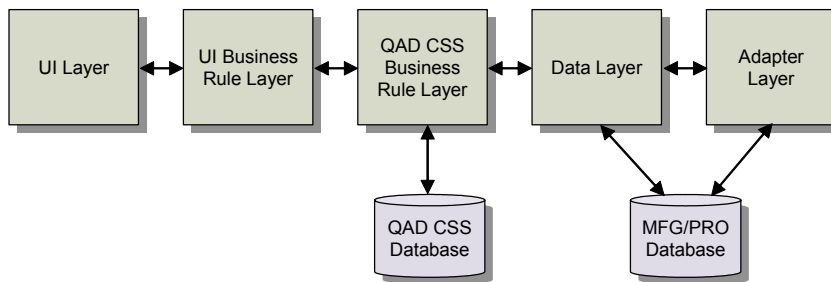 UI Layer
UI Business
Rule Layer
QAD CSS
Business
Rule Layer
Data Layer
Adapter
Layer
QAD CSS
Database
MFG/PRO
Database